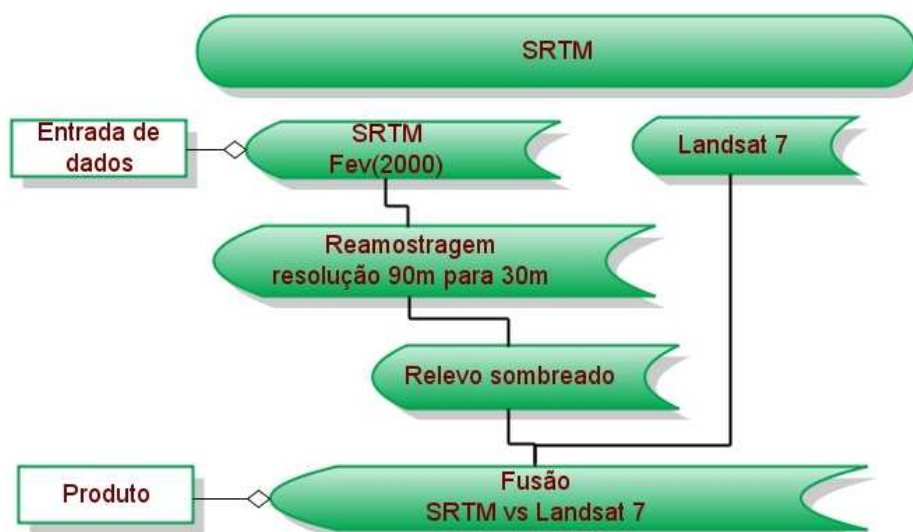 SRTM
Entrada de
dados
SRTM
Fev(2000)
Landsat 7
Reamostragem
resolução 90m para 30m
Relevo sombreado
Produto
Fusão
SRTM vs Landsat 7